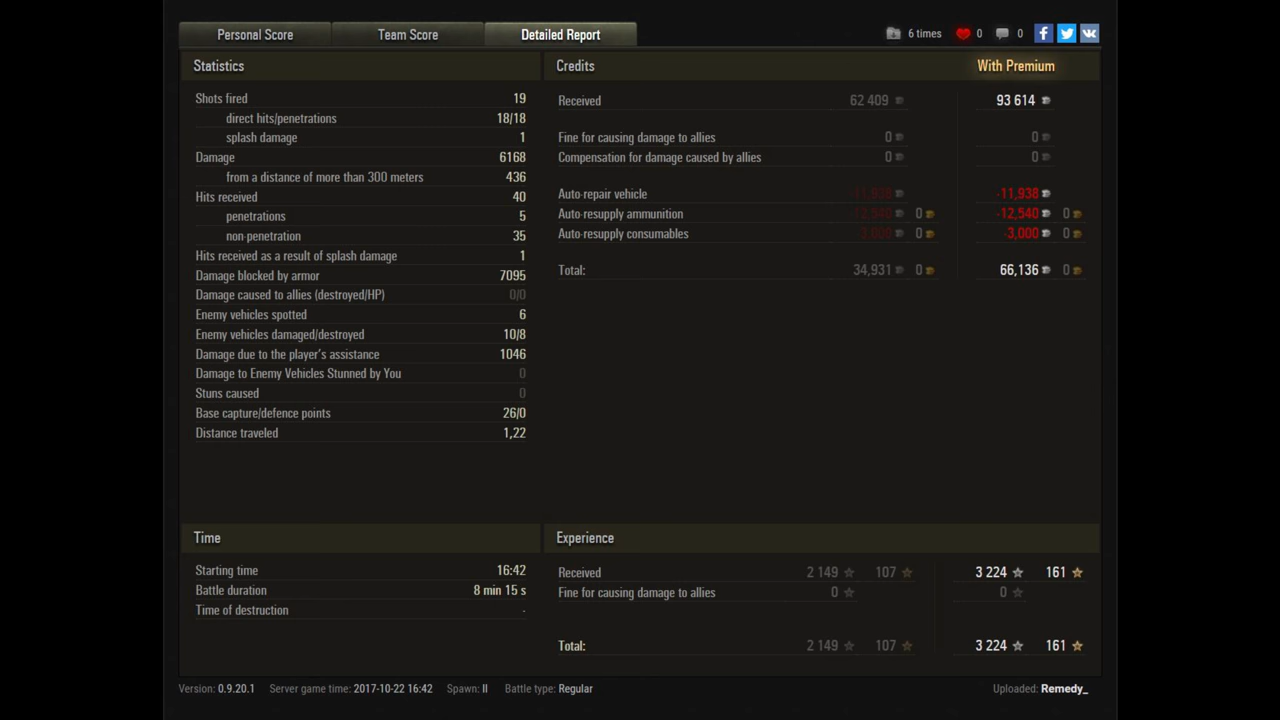 Personal Score Team Score Detailed Report 6 times 0 0
Statistics
Shots fired 19
direct hits/penetrations 18/18
splash damage 1
Damage 6168
from a distance of more than 300 meters 436
Hits received 40
penetrations 5
non-penetration 35
Hits received as a result of splash damage 1
Damage blocked by armor 7095
Damage caused to allies (destroyed/HP) 0/0
Enemy vehicles spotted 6
Enemy vehicles damaged/destroyed 10/8
Damage due to the player's assistance 1046
Damage to Enemy Vehicles Stunned by You 0
Stuns caused 0
Base capture/defence points 26/0
Distance traveled 1,22
Credits With Premium
Received 62 409 93 614
Fine for causing damage to allies 0 0
Compensation for damage caused by allies 0 0
Auto-repair vehicle -11,938 -11,938
Auto-resupply ammunition -12,540 0 -12,540 0
Auto-resupply consumables -3,000 0 -3,000 0
Total: 34,931 0 66,136 0
Time
Starting time 16:42
Battle duration 8 min 15 s
Time of destruction -
Experience
Received 2 149 107 3 224 161
Fine for causing damage to allies 0 0
Total: 2 149 107 3 224 161
Version: 0.9.20.1 Server game time: 2017-10-22 16:42 Spawn: II Battle type: Regular Uploaded: Remedy_